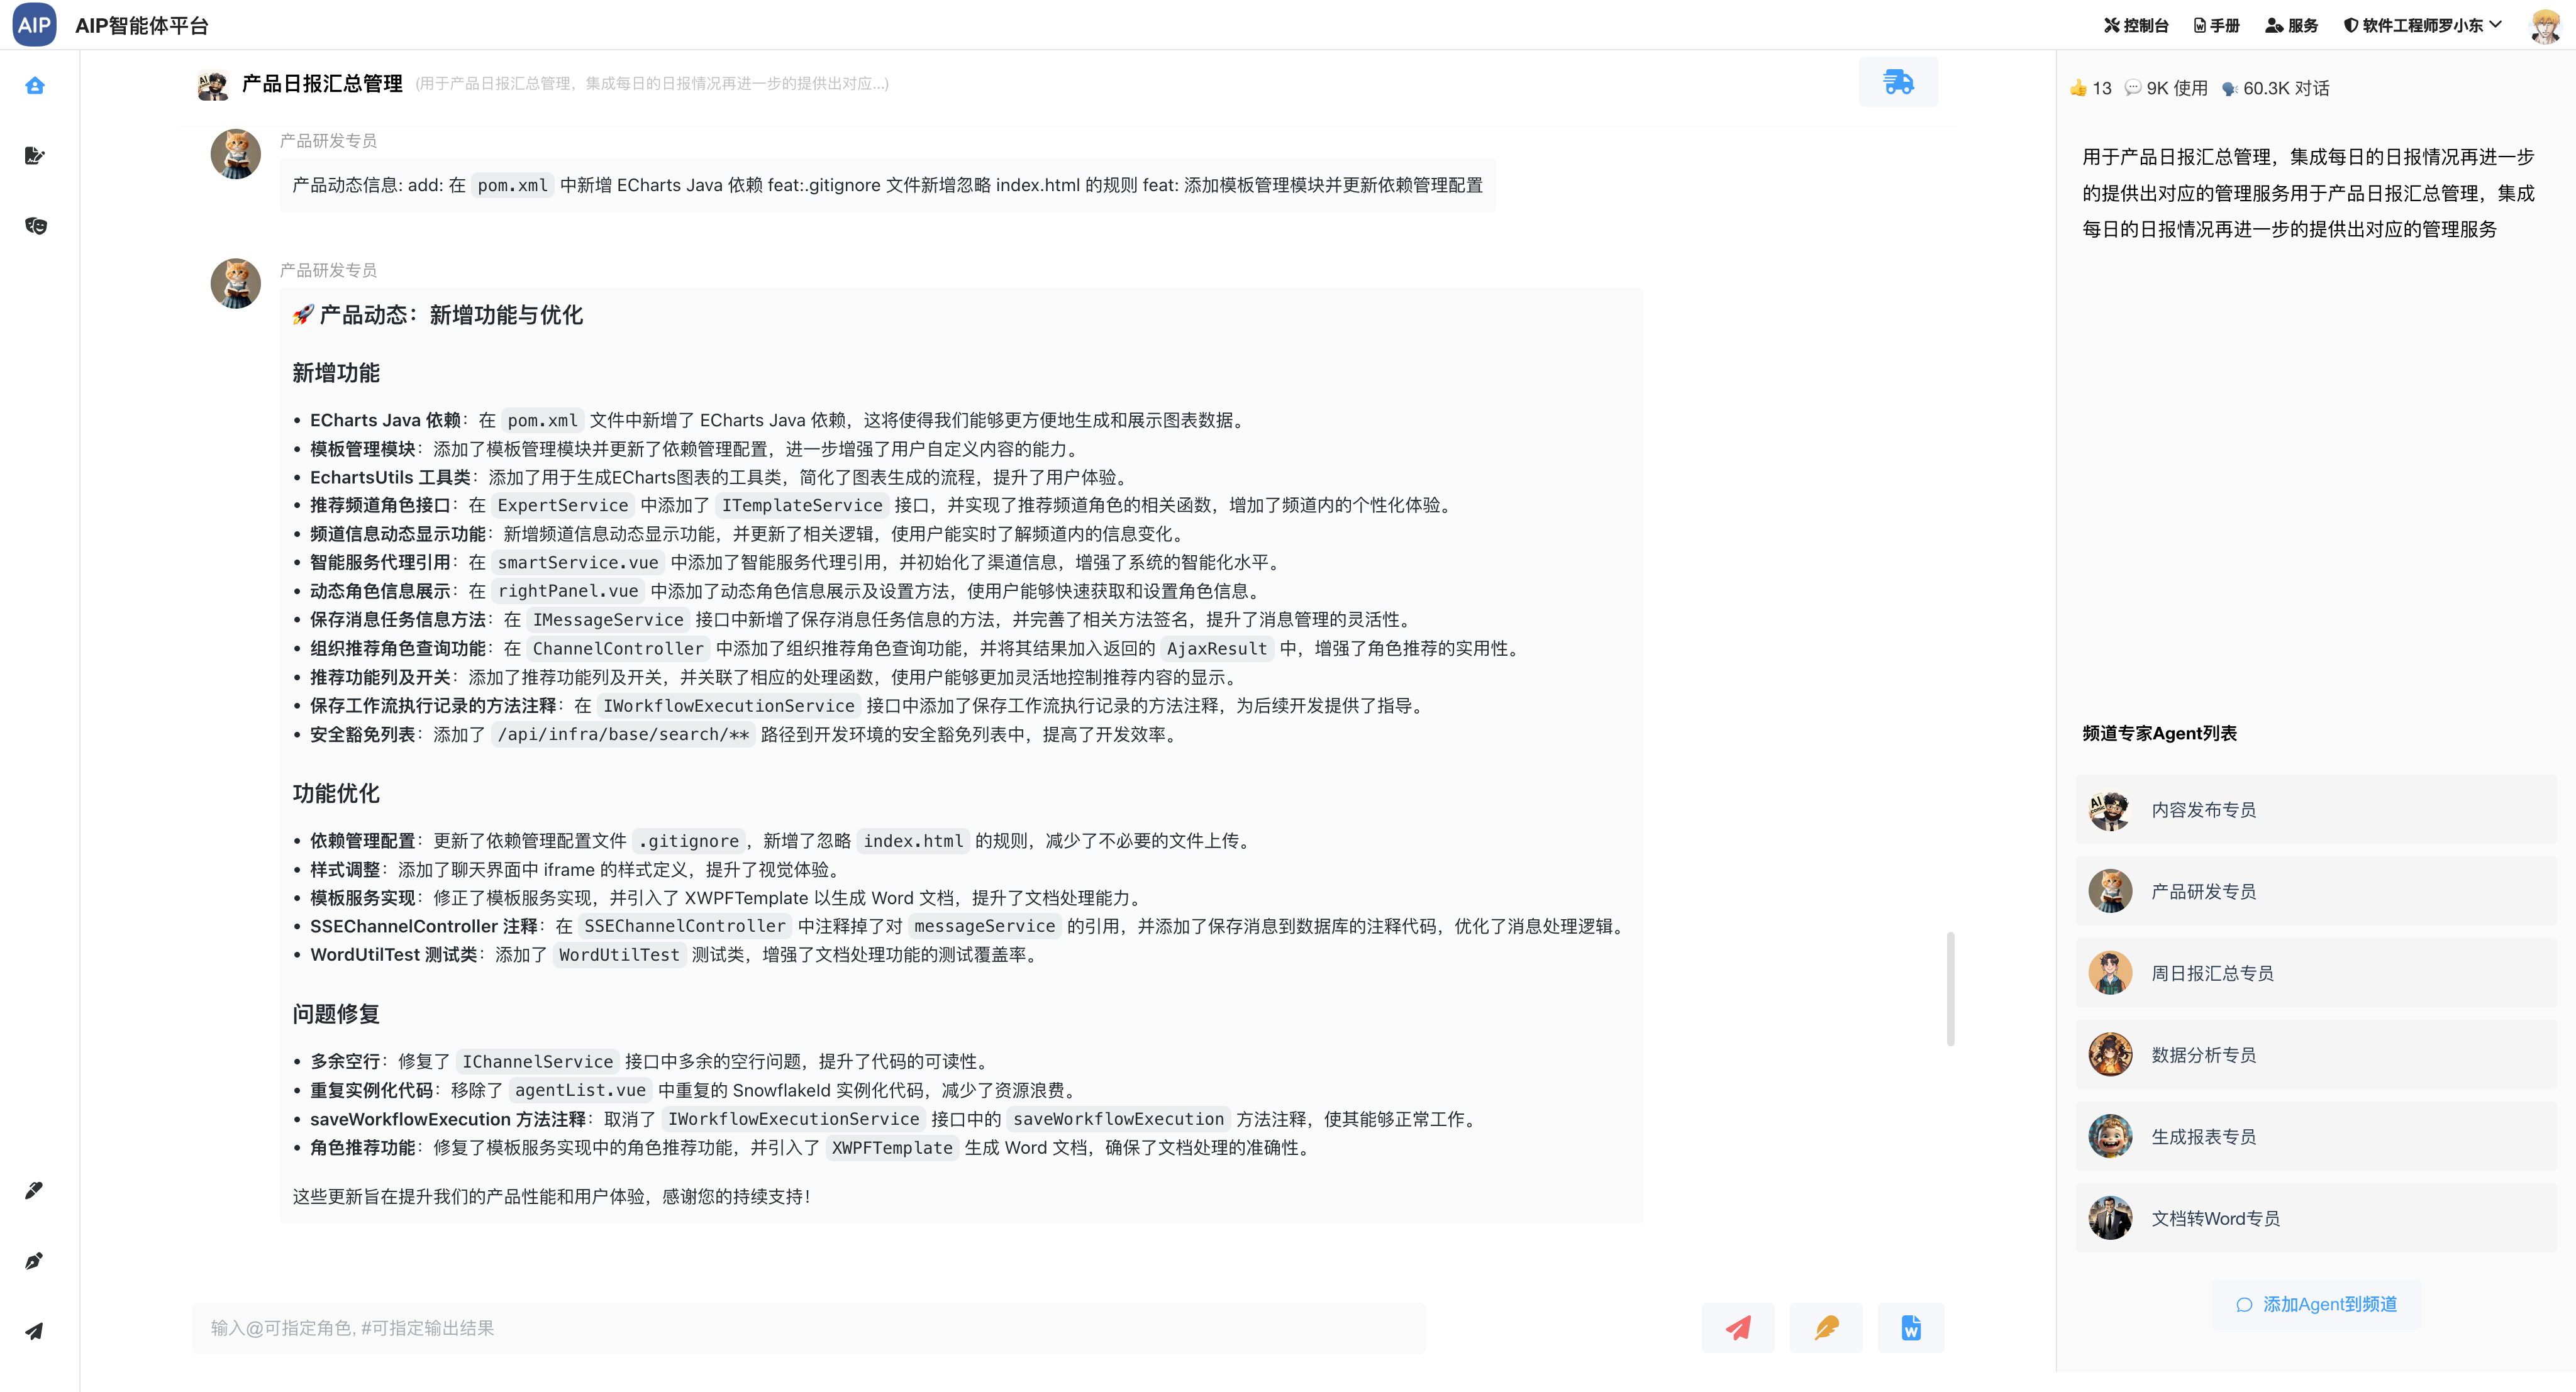 AIP AIP智能体平台
控制台 手册 服务 软件工程师罗小东
产品日报汇总管理 (用于产品日报汇总管理，集成每日的日报情况再进一步的提供出对应...)
产品研发专员
产品动态信息: add: 在 pom.xml 中新增 ECharts Java 依赖 feat:.gitignore 文件新增忽略 index.html 的规则 feat: 添加模板管理模块并更新依赖管理配置
产品研发专员
🚀 产品动态：新增功能与优化
新增功能
• ECharts Java 依赖：在 pom.xml 文件中新增了 ECharts Java 依赖，这将使得我们能够更方便地生成和展示图表数据。
• 模板管理模块：添加了模板管理模块并更新了依赖管理配置，进一步增强了用户自定义内容的能力。
• EchartsUtils 工具类：添加了用于生成ECharts图表的工具类，简化了图表生成的流程，提升了用户体验。
• 推荐频道角色接口：在 ExpertService 中添加了 ITemplateService 接口，并实现了推荐频道角色的相关函数，增加了频道内的个性化体验。
• 频道信息动态显示功能：新增频道信息动态显示功能，并更新了相关逻辑，使用户能实时了解频道内的信息变化。
• 智能服务代理引用：在 smartService.vue 中添加了智能服务代理引用，并初始化了渠道信息，增强了系统的智能化水平。
• 动态角色信息展示：在 rightPanel.vue 中添加了动态角色信息展示及设置方法，使用户能够快速获取和设置角色信息。
• 保存消息任务信息方法：在 IMessageService 接口中新增了保存消息任务信息的方法，并完善了相关方法签名，提升了消息管理的灵活性。
• 组织推荐角色查询功能：在 ChannelController 中添加了组织推荐角色查询功能，并将其结果加入返回的 AjaxResult 中，增强了角色推荐的实用性。
• 推荐功能列及开关：添加了推荐功能列及开关，并关联了相应的处理函数，使用户能够更加灵活地控制推荐内容的显示。
• 保存工作流执行记录的方法注释：在 IWorkflowExecutionService 接口中添加了保存工作流执行记录的方法注释，为后续开发提供了指导。
• 安全豁免列表：添加了 /api/infra/base/search/** 路径到开发环境的安全豁免列表中，提高了开发效率。
功能优化
• 依赖管理配置：更新了依赖管理配置文件 .gitignore，新增了忽略 index.html 的规则，减少了不必要的文件上传。
• 样式调整：添加了聊天界面中 iframe 的样式定义，提升了视觉体验。
• 模板服务实现：修正了模板服务实现，并引入了 XWPFTemplate 以生成 Word 文档，提升了文档处理能力。
• SSEChannelController 注释：在 SSEChannelController 中注释掉了对 messageService 的引用，并添加了保存消息到数据库的注释代码，优化了消息处理逻辑。
• WordUtilTest 测试类：添加了 WordUtilTest 测试类，增强了文档处理功能的测试覆盖率。
问题修复
• 多余空行：修复了 IChannelService 接口中多余的空行问题，提升了代码的可读性。
• 重复实例化代码：移除了 agentList.vue 中重复的 SnowflakeId 实例化代码，减少了资源浪费。
• saveWorkflowExecution 方法注释：取消了 IWorkflowExecutionService 接口中的 saveWorkflowExecution 方法注释，使其能够正常工作。
• 角色推荐功能：修复了模板服务实现中的角色推荐功能，并引入了 XWPFTemplate 生成 Word 文档，确保了文档处理的准确性。
这些更新旨在提升我们的产品性能和用户体验，感谢您的持续支持！
输入@可指定角色, #可指定输出结果
👍 13 💬 9K 使用 🗣 60.3K 对话
用于产品日报汇总管理，集成每日的日报情况再进一步
的提供出对应的管理服务用于产品日报汇总管理，集成
每日的日报情况再进一步的提供出对应的管理服务
频道专家Agent列表
内容发布专员
产品研发专员
周日报汇总专员
数据分析专员
生成报表专员
文档转Word专员
添加Agent到频道